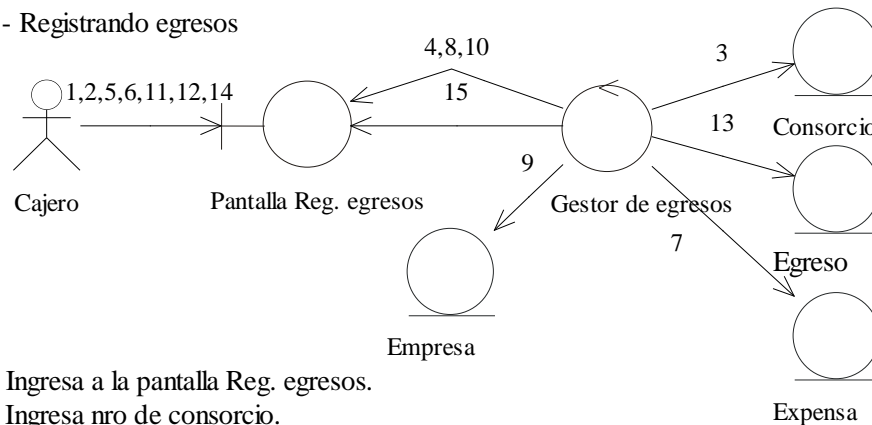 - Registrando egresos
4,8,10
3
1,2,5,6,11,12,14
15
13
Consorcio
9
Cajero
Pantalla Reg. egresos
Gestor de egresos
7
Egreso
Empresa
Ingresa a la pantalla Reg. egresos.
Expensa
Ingresa nro de consorcio.